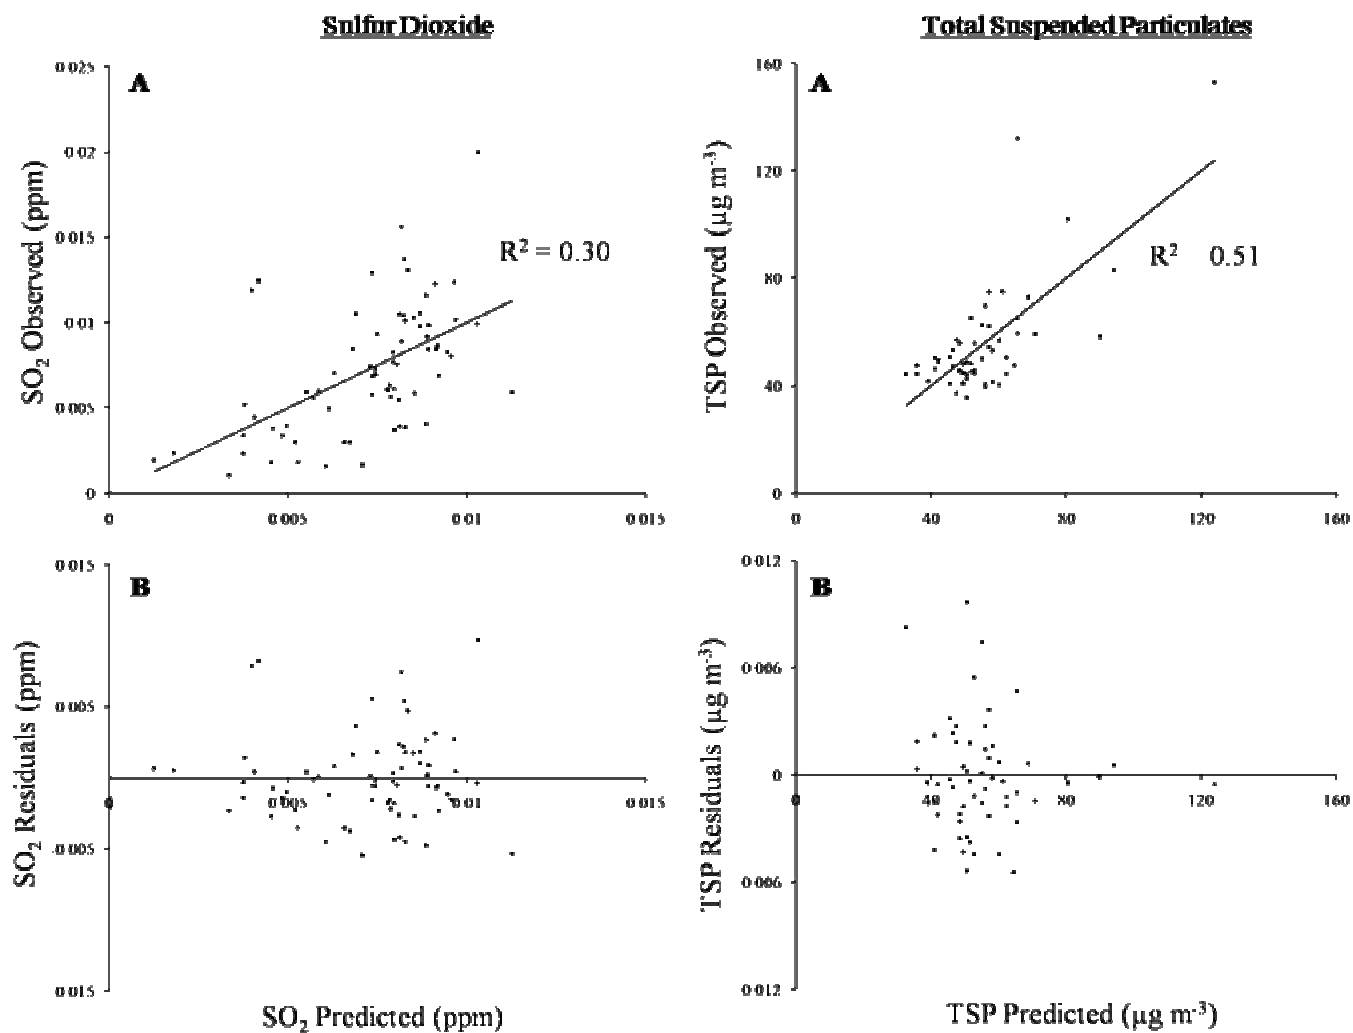 Sulfur Dioxide
Total Suspended Particulates
A
0 025
0 02
0 015
0 01
0 005
0
SO2 Observed (ppm)
R2 = 0.30
0
0 005
0 01
0 015
A
160
120
80
40
0
TSP Observed (µg m-3)
R2 0.51
0
40
80
120
160
B
0 015
0 005
0 005
0 015
SO2 Residuals (ppm)
0
0 005
0 01
0 015
SO2 Predicted (ppm)
B
0 012
0 006
0
0 006
0 012
TSP Residuals (µg m-3)
0
40
80
120
160
TSP Predicted (µg m-3)